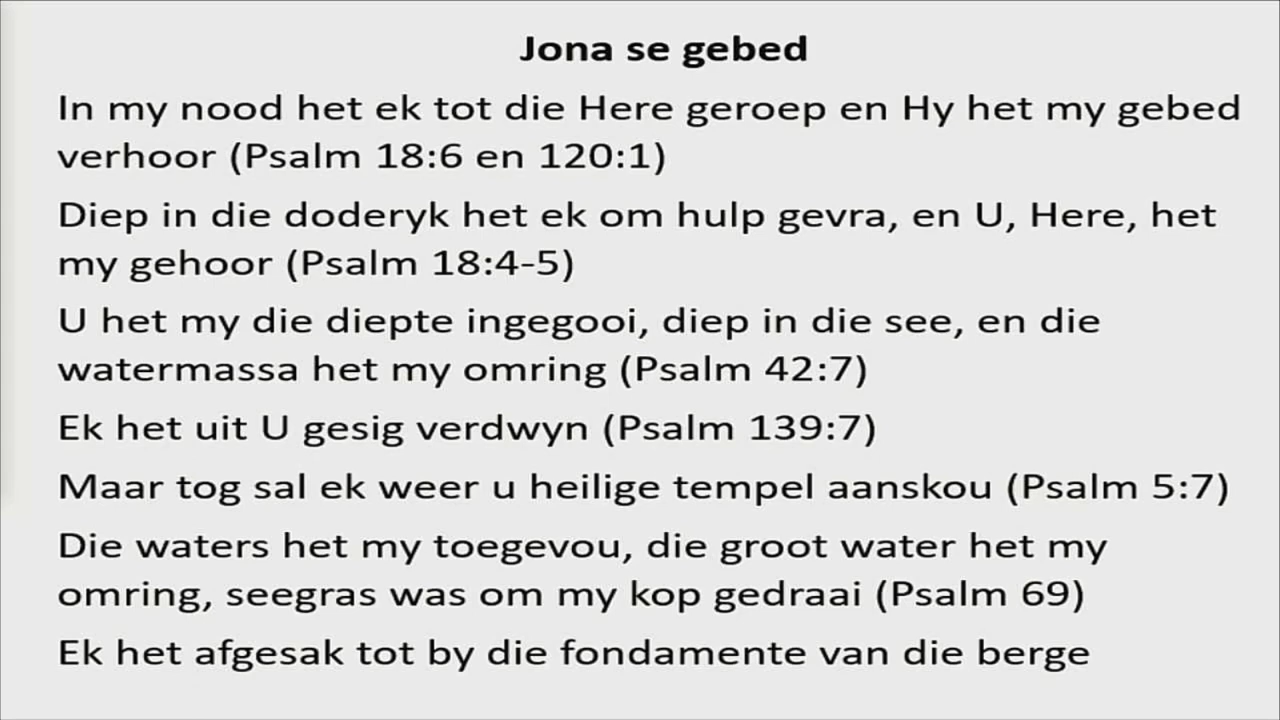 Jona se gebed
In my nood het ek tot die Here geroep en Hy het my gebed
verhoor (Psalm 18:6 en 120:1)
Diep in die doderyk het ek om hulp gevra, en U, Here, het
my gehoor (Psalm 18:4-5)
U het my die diepte ingegooi, diep in die see, en die
watermassa het my omring (Psalm 42:7)
Ek het uit U gesig verdwyn (Psalm 139:7)
Maar tog sal ek weer u heilige tempel aanskou (Psalm 5:7)
Die waters het my toegevou, die groot water het my
omring, seegras was om my kop gedraai (Psalm 69)
Ek het afgesak tot by die fondamente van die berge